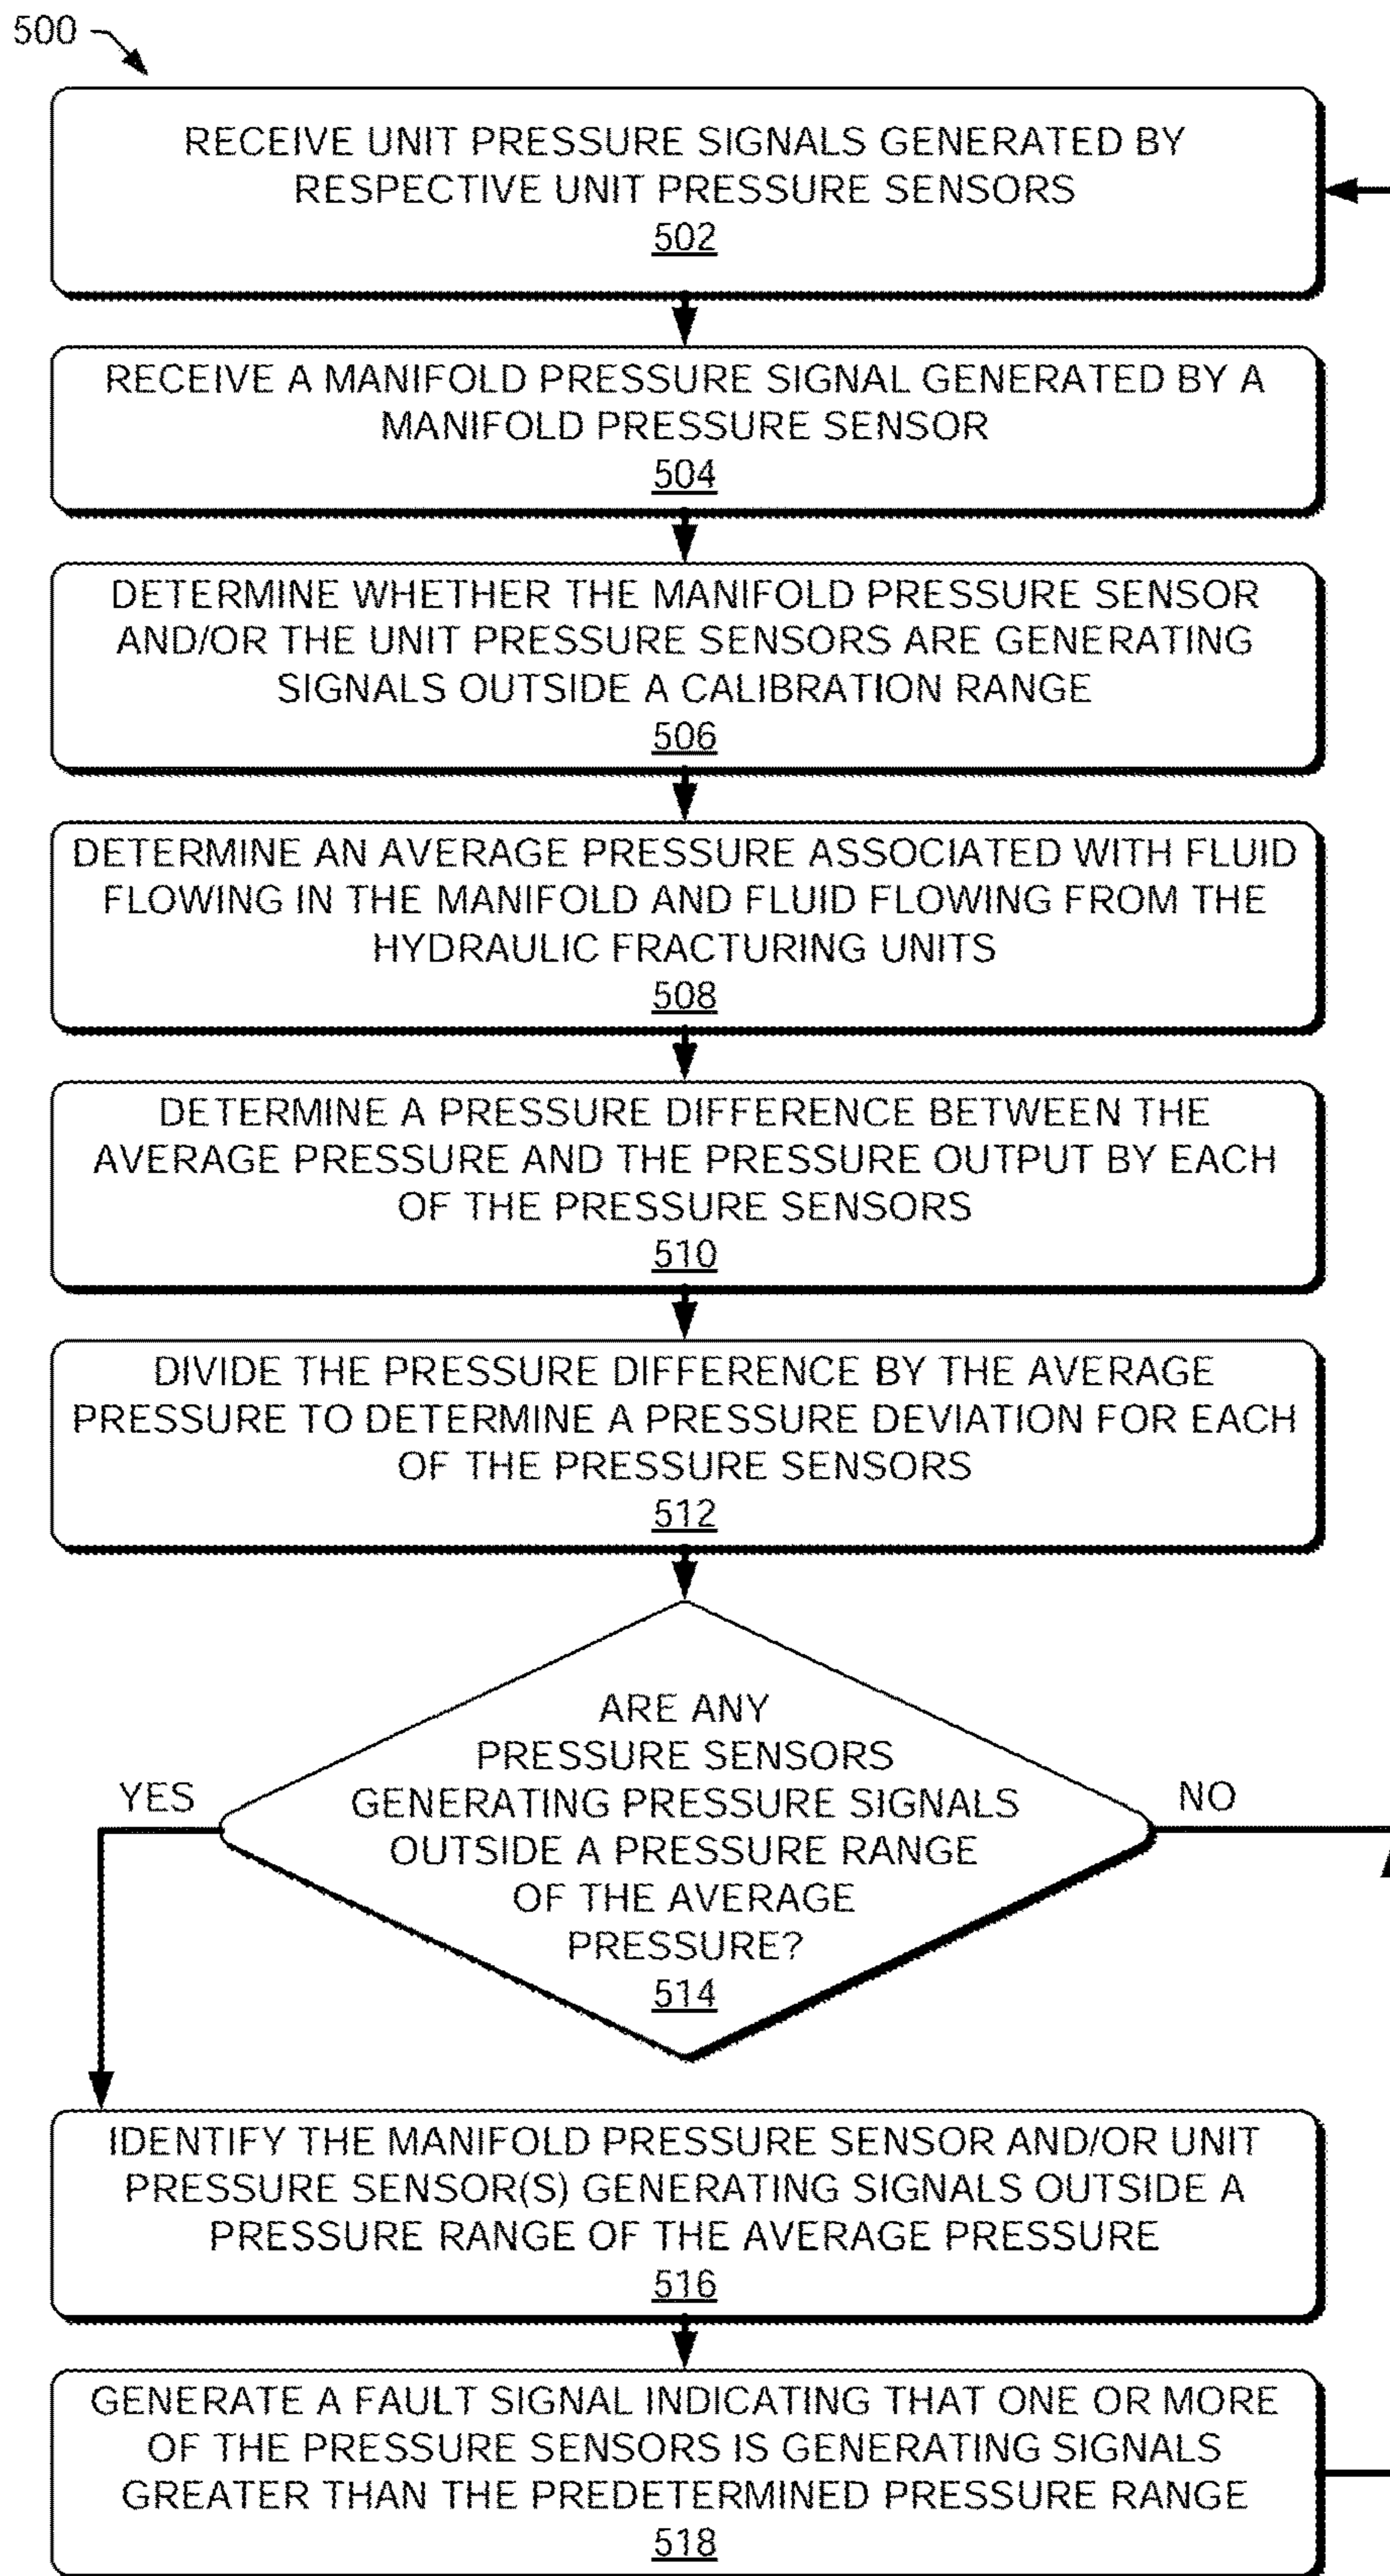 500
RECEIVE UNIT PRESSURE SIGNALS GENERATED BY
RESPECTIVE UNIT PRESSURE SENSORS
502
RECEIVE A MANIFOLD PRESSURE SIGNAL GENERATED BY A
MANIFOLD PRESSURE SENSOR
504
DETERMINE WHETHER THE MANIFOLD PRESSURE SENSOR
AND/OR THE UNIT PRESSURE SENSORS ARE GENERATING
SIGNALS OUTSIDE A CALIBRATION RANGE
506
DETERMINE AN AVERAGE PRESSURE ASSOCIATED WITH FLUID
FLOWING IN THE MANIFOLD AND FLUID FLOWING FROM THE
HYDRAULIC FRACTURING UNITS
508
DETERMINE A PRESSURE DIFFERENCE BETWEEN THE
AVERAGE PRESSURE AND THE PRESSURE OUTPUT BY EACH
OF THE PRESSURE SENSORS
510
DIVIDE THE PRESSURE DIFFERENCE BY THE AVERAGE
PRESSURE TO DETERMINE A PRESSURE DEVIATION FOR EACH
OF THE PRESSURE SENSORS
512
ARE ANY
PRESSURE SENSORS
GENERATING PRESSURE SIGNALS
OUTSIDE A PRESSURE RANGE
OF THE AVERAGE
PRESSURE?
514
YES
NO
IDENTIFY THE MANIFOLD PRESSURE SENSOR AND/OR UNIT
PRESSURE SENSOR(S) GENERATING SIGNALS OUTSIDE A
PRESSURE RANGE OF THE AVERAGE PRESSURE
516
GENERATE A FAULT SIGNAL INDICATING THAT ONE OR MORE
OF THE PRESSURE SENSORS IS GENERATING SIGNALS
GREATER THAN THE PREDETERMINED PRESSURE RANGE
518